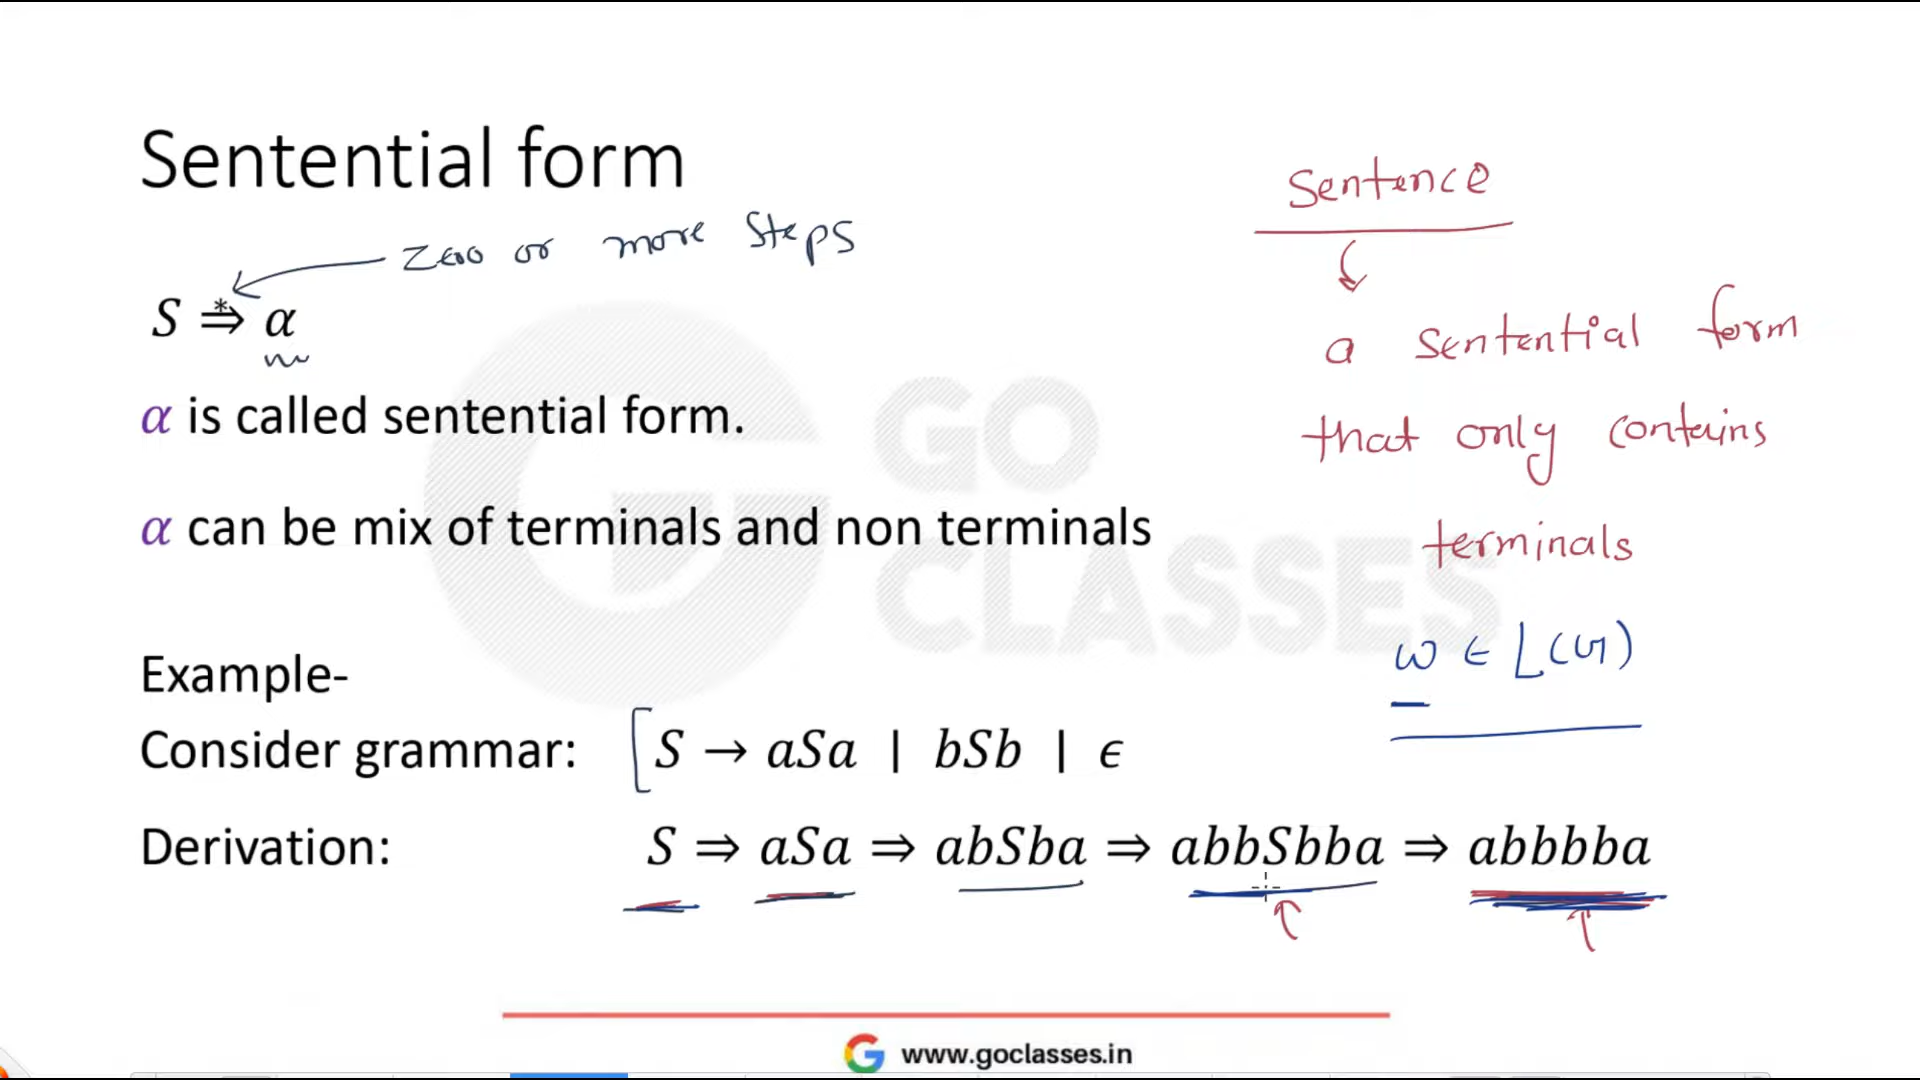 Sentential form
zero or more steps
S ⇒* α
α is called sentential form.
α can be mix of terminals and non terminals
Sentence
a sentential form
that only contains
terminals
w ∈ L(G)
Example-
Consider grammar: S → aSa | bSb | ϵ
Derivation: S ⇒ aSa ⇒ abSba ⇒ abbSbba ⇒ abbbba
GO
CLASSES
www.goclasses.in